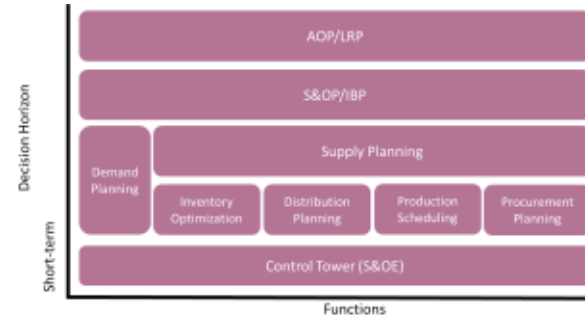 AOP/LRP
S&OP/IBP
Demand
Planning
Supply Planning
Inventory
Optimization
Distribution
Planning
Production
Scheduling
Procurement
Planning
Control Tower (S&OE)
Decision Horizon
Short-term
Functions